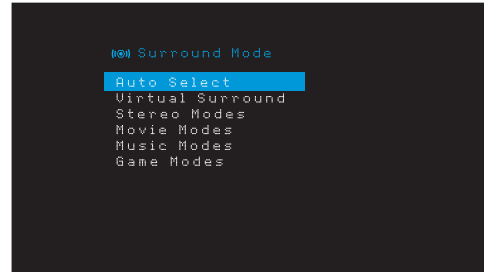 Surround Mode
Auto Select
Virtual Surround
Stereo Modes
Movie Modes
Music Modes
Game Modes